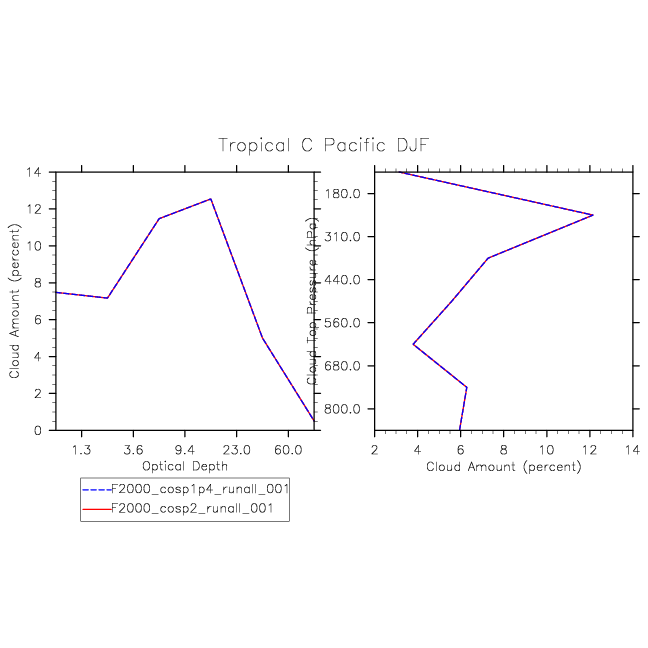 Tropical C Pacific DJF
14
12
10
8
6
4
2
0
Cloud Amount (percent)
1.3 3.6 9.4 23.0 60.0
Optical Depth
Cloud Top Pressure (hPa)
180.0
310.0
440.0
560.0
680.0
800.0
2 4 6 8 10 12 14
Cloud Amount (percent)
F2000_cosp1p4_runall_001
F2000_cosp2_runall_001